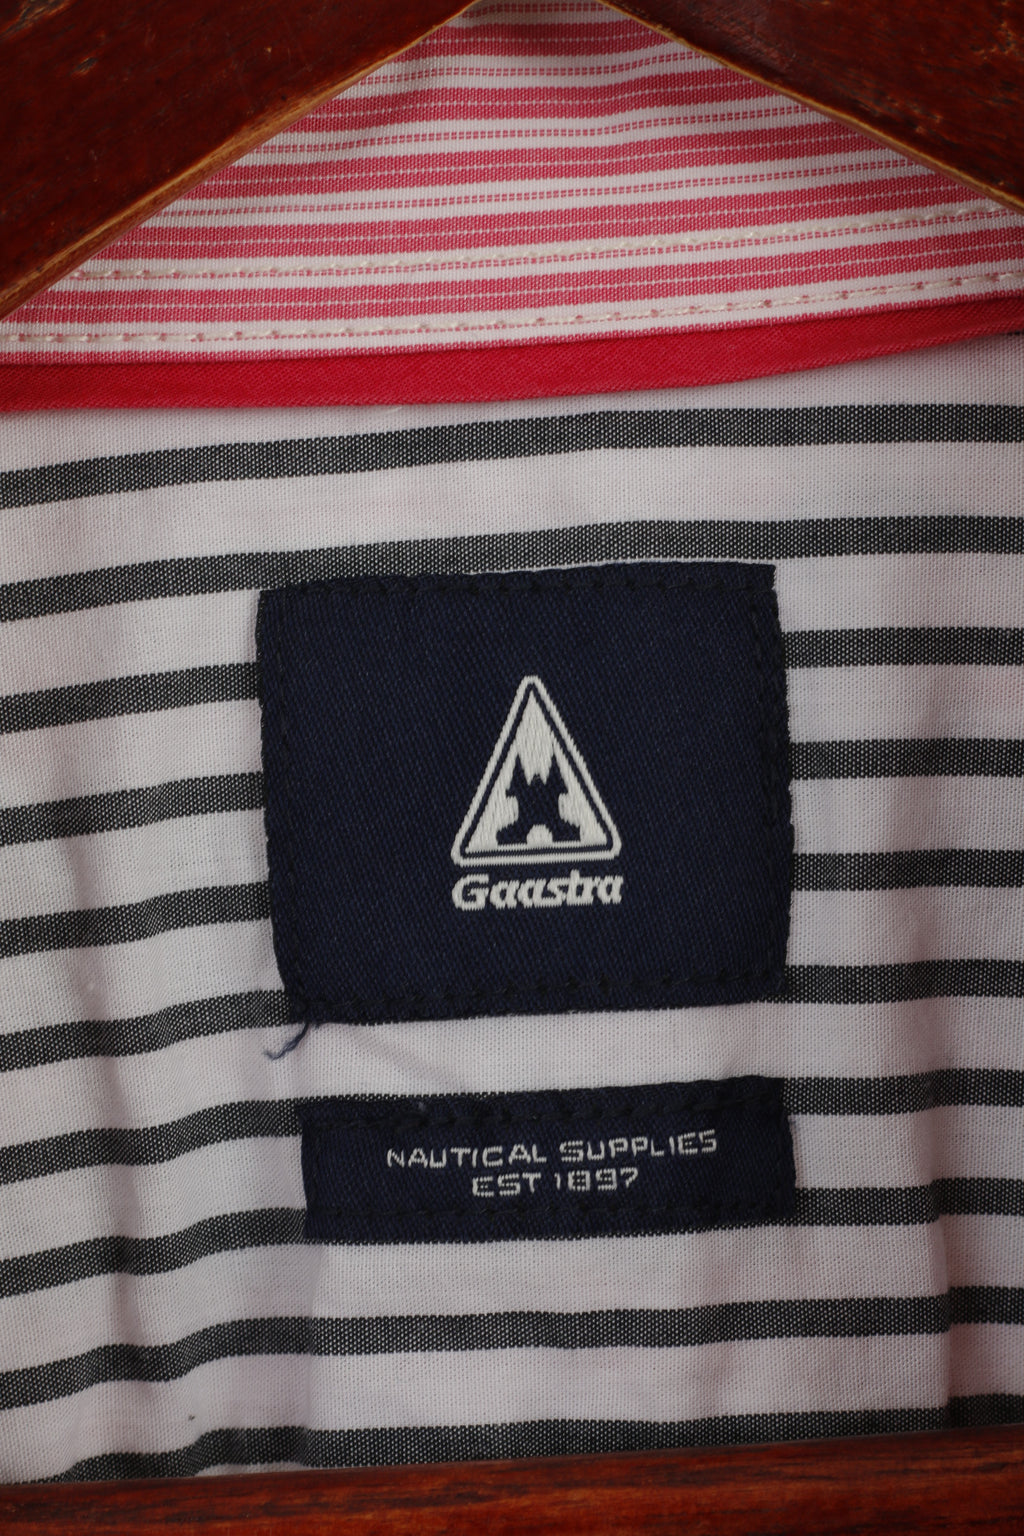 Gaastra
NAUTICAL SUPPLIES
EST 1897